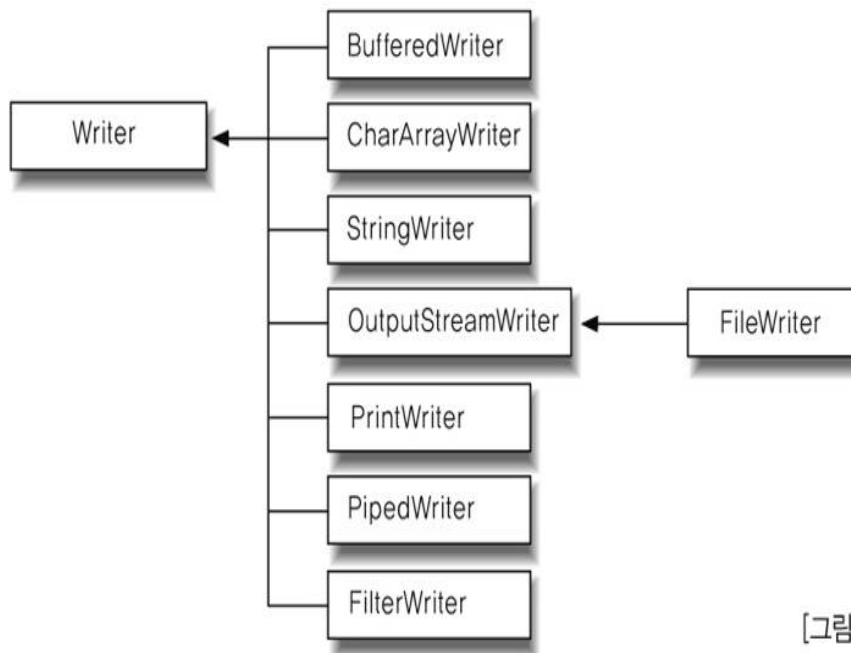 BufferedWriter
Writer
CharArrayWriter
StringWriter
OutputStreamWriter
FileWriter
PrintWriter
PipedWriter
FilterWriter
[그림